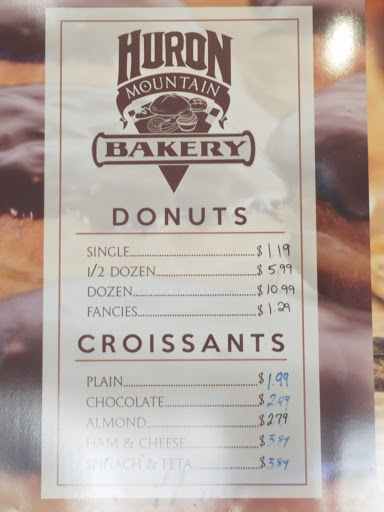 HURON
MOUNTAIN
BAKERY
DONUTS
SINGLE $1.19
1/2 DOZEN $5.99
DOZEN $10.99
FANCIES $1.29
CROISSANTS
PLAIN $1.99
CHOCOLATE $2.49
ALMOND $2.79
HAM & CHEESE $3.89
SPINACH & FETA $3.89